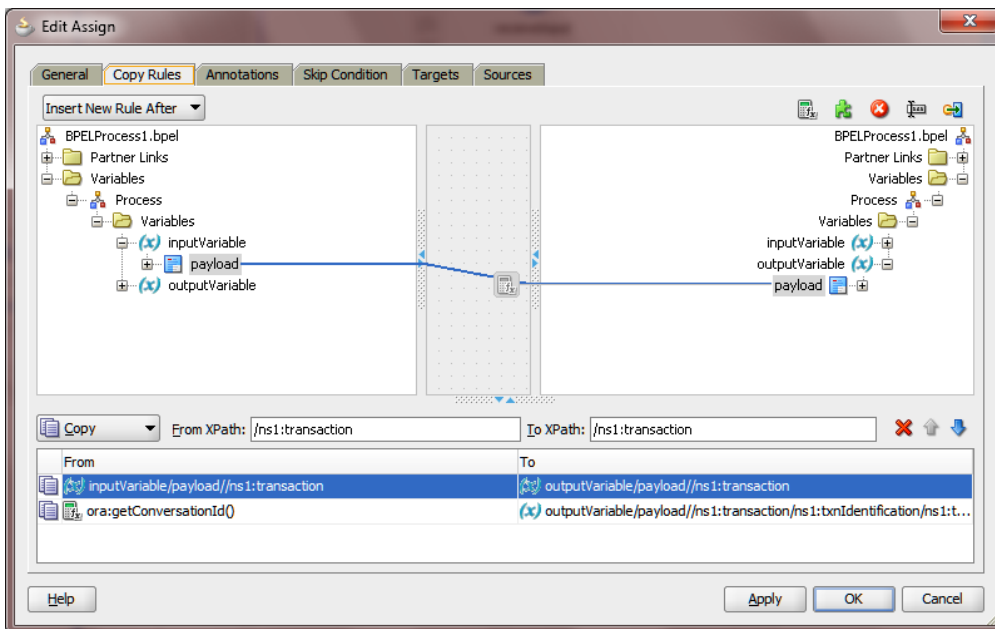 Edit Assign
General Copy Rules Annotations Skip Condition Targets Sources
Insert New Rule After
BPELProcess1.bpel
Partner Links
Variables
Process
Variables
(x) inputVariable
payload
(x) outputVariable
BPELProcess1.bpel
Partner Links
Variables
Process
Variables
inputVariable (x)
outputVariable (x)
payload
Copy From XPath: /ns1:transaction To XPath: /ns1:transaction
From To
inputVariable/payload//ns1:transaction outputVariable/payload//ns1:transaction
ora:getConversationId() (x) outputVariable/payload//ns1:transaction/ns1:txnIdentification/ns1:t...
Help Apply OK Cancel